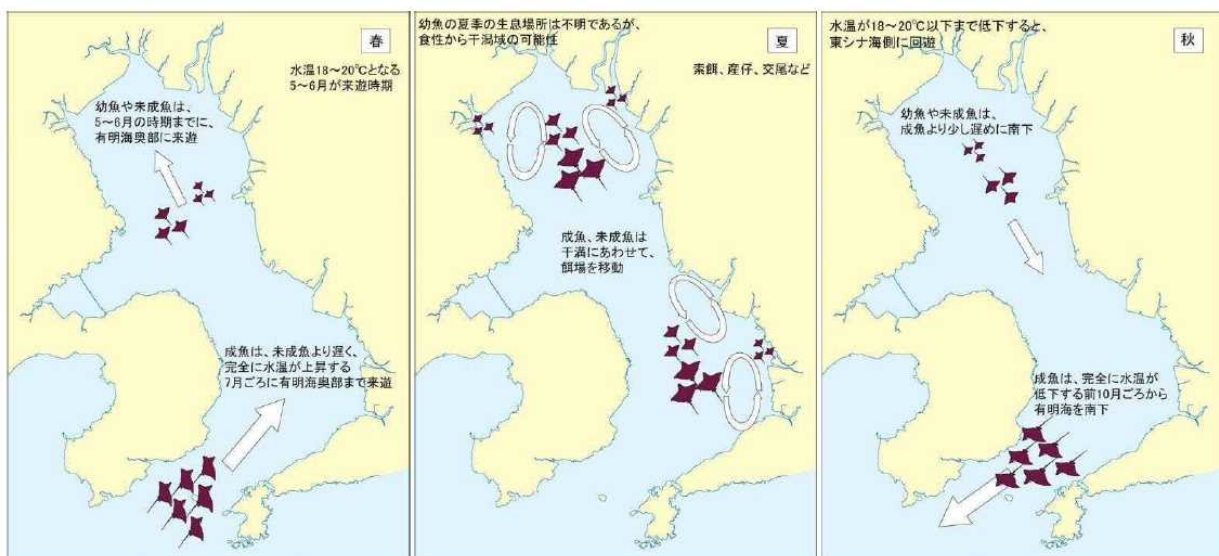 春
水温18～20℃となる
5～6月が来遊時期
幼魚や未成魚は、
5～6月の時期までに、
有明海奥部に来遊
成魚は、未成魚より遅く、
完全に水温が上昇する
7月ごろに有明海奥部まで来遊
幼魚の夏季の生息場所は不明であるが、
食性から干潟域の可能性
夏
索餌、産仔、交尾など
成魚、未成魚は
干満にあわせて、
餌場を移動
水温が18～20℃以下まで低下すると、
東シナ海側に回遊
秋
幼魚や未成魚は、
成魚より少し遅めに南下
成魚は、完全に水温が
低下する前10月ごろから
有明海を南下